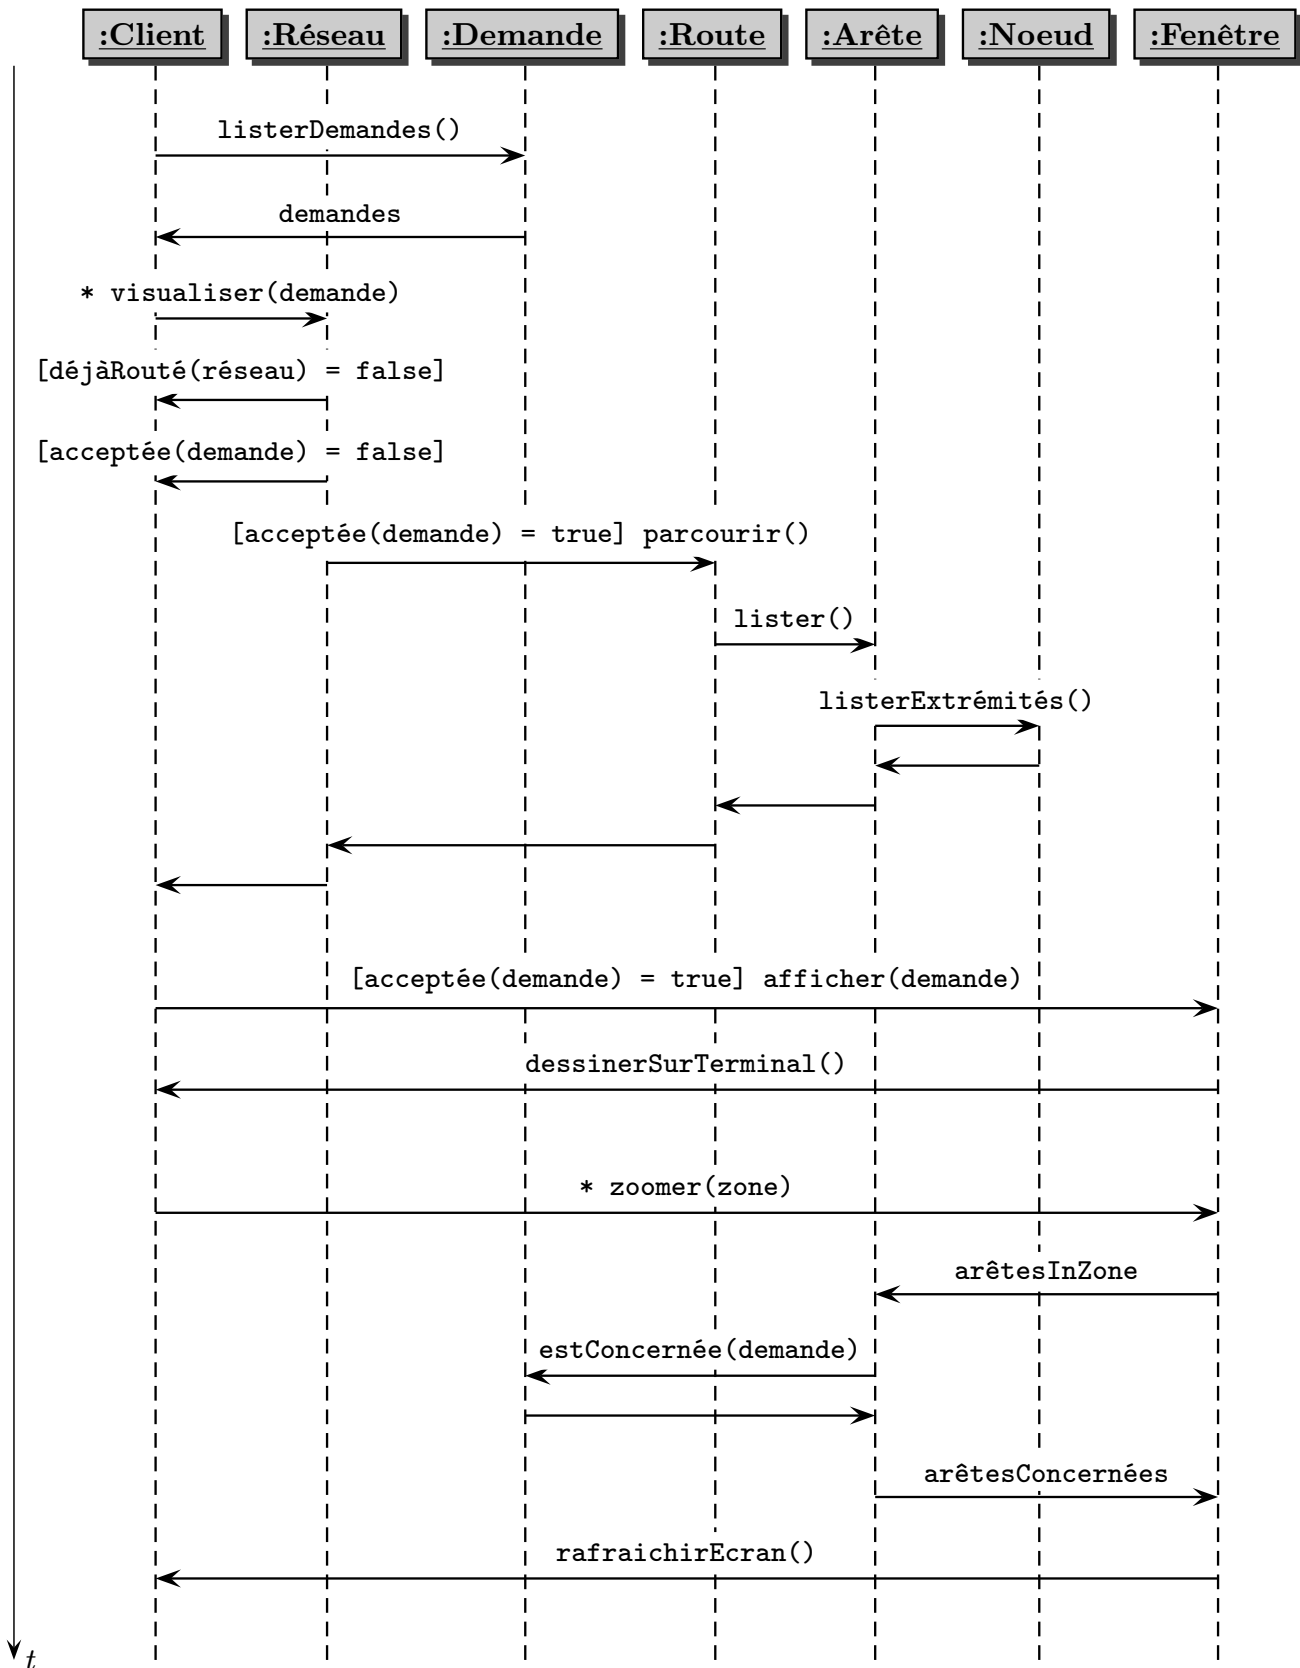 :Client :Réseau :Demande :Route :Arête :Noeud :Fenêtre
listerDemandes()
demandes
* visualiser(demande)
[déjàRouté(réseau) = false]
[acceptée(demande) = false]
[acceptée(demande) = true] parcourir()
lister()
listerExtrémités()
[acceptée(demande) = true] afficher(demande)
dessinerSurTerminal()
* zoomer(zone)
arêtesInZone
estConcernée(demande)
arêtesConcernées
rafraichirEcran()
t